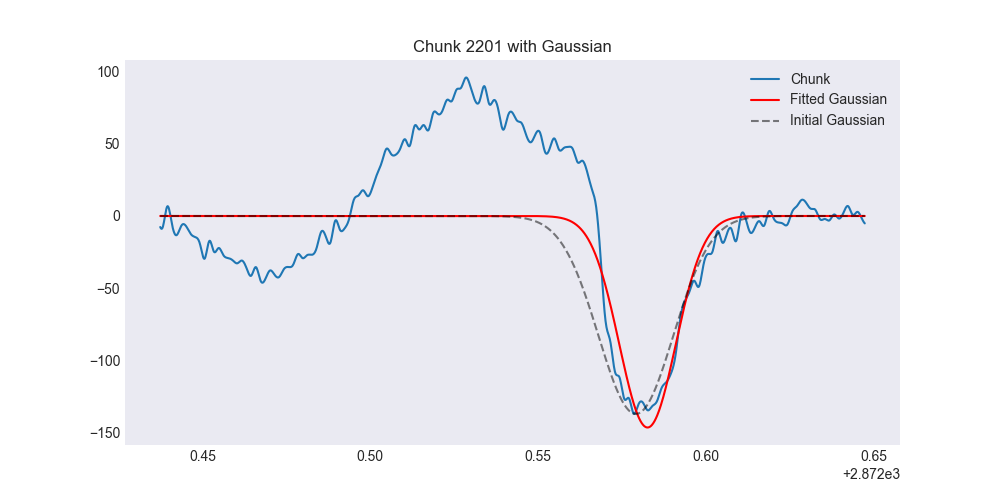 Chunk 2201 with Gaussian
Chunk
Fitted Gaussian
Initial Gaussian
100
50
0
−50
−100
−150
0.45 0.50 0.55 0.60 0.65
+2.872e3